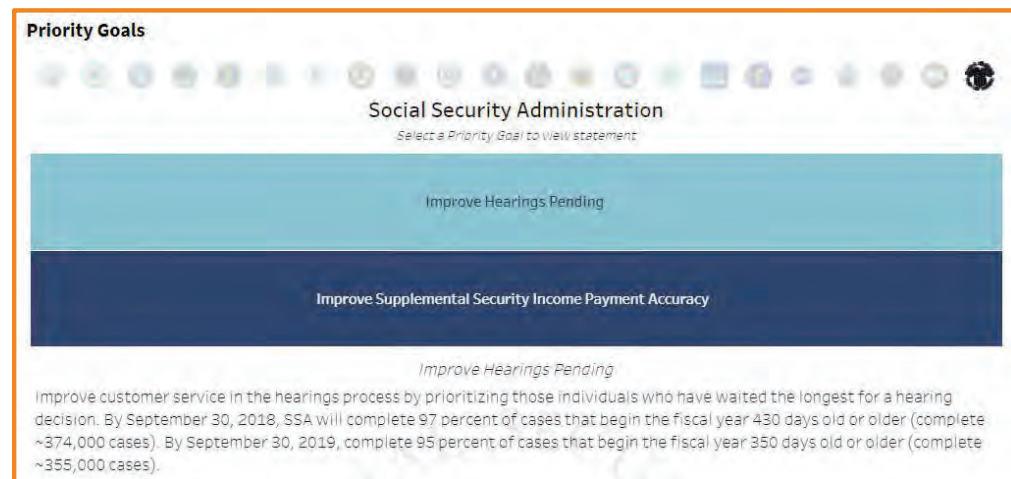 Priority Goals
Social Security Administration
Select a Priority Goal to view statement
Improve Hearings Pending
Improve Supplemental Security Income Payment Accuracy
Improve Hearings Pending
Improve customer service in the hearings process by prioritizing those individuals who have waited the longest for a hearing
decision. By September 30, 2018, SSA will complete 97 percent of cases that begin the fiscal year 430 days old or older (complete
~374,000 cases). By September 30, 2019, complete 95 percent of cases that begin the fiscal year 350 days old or older (complete
~355,000 cases).